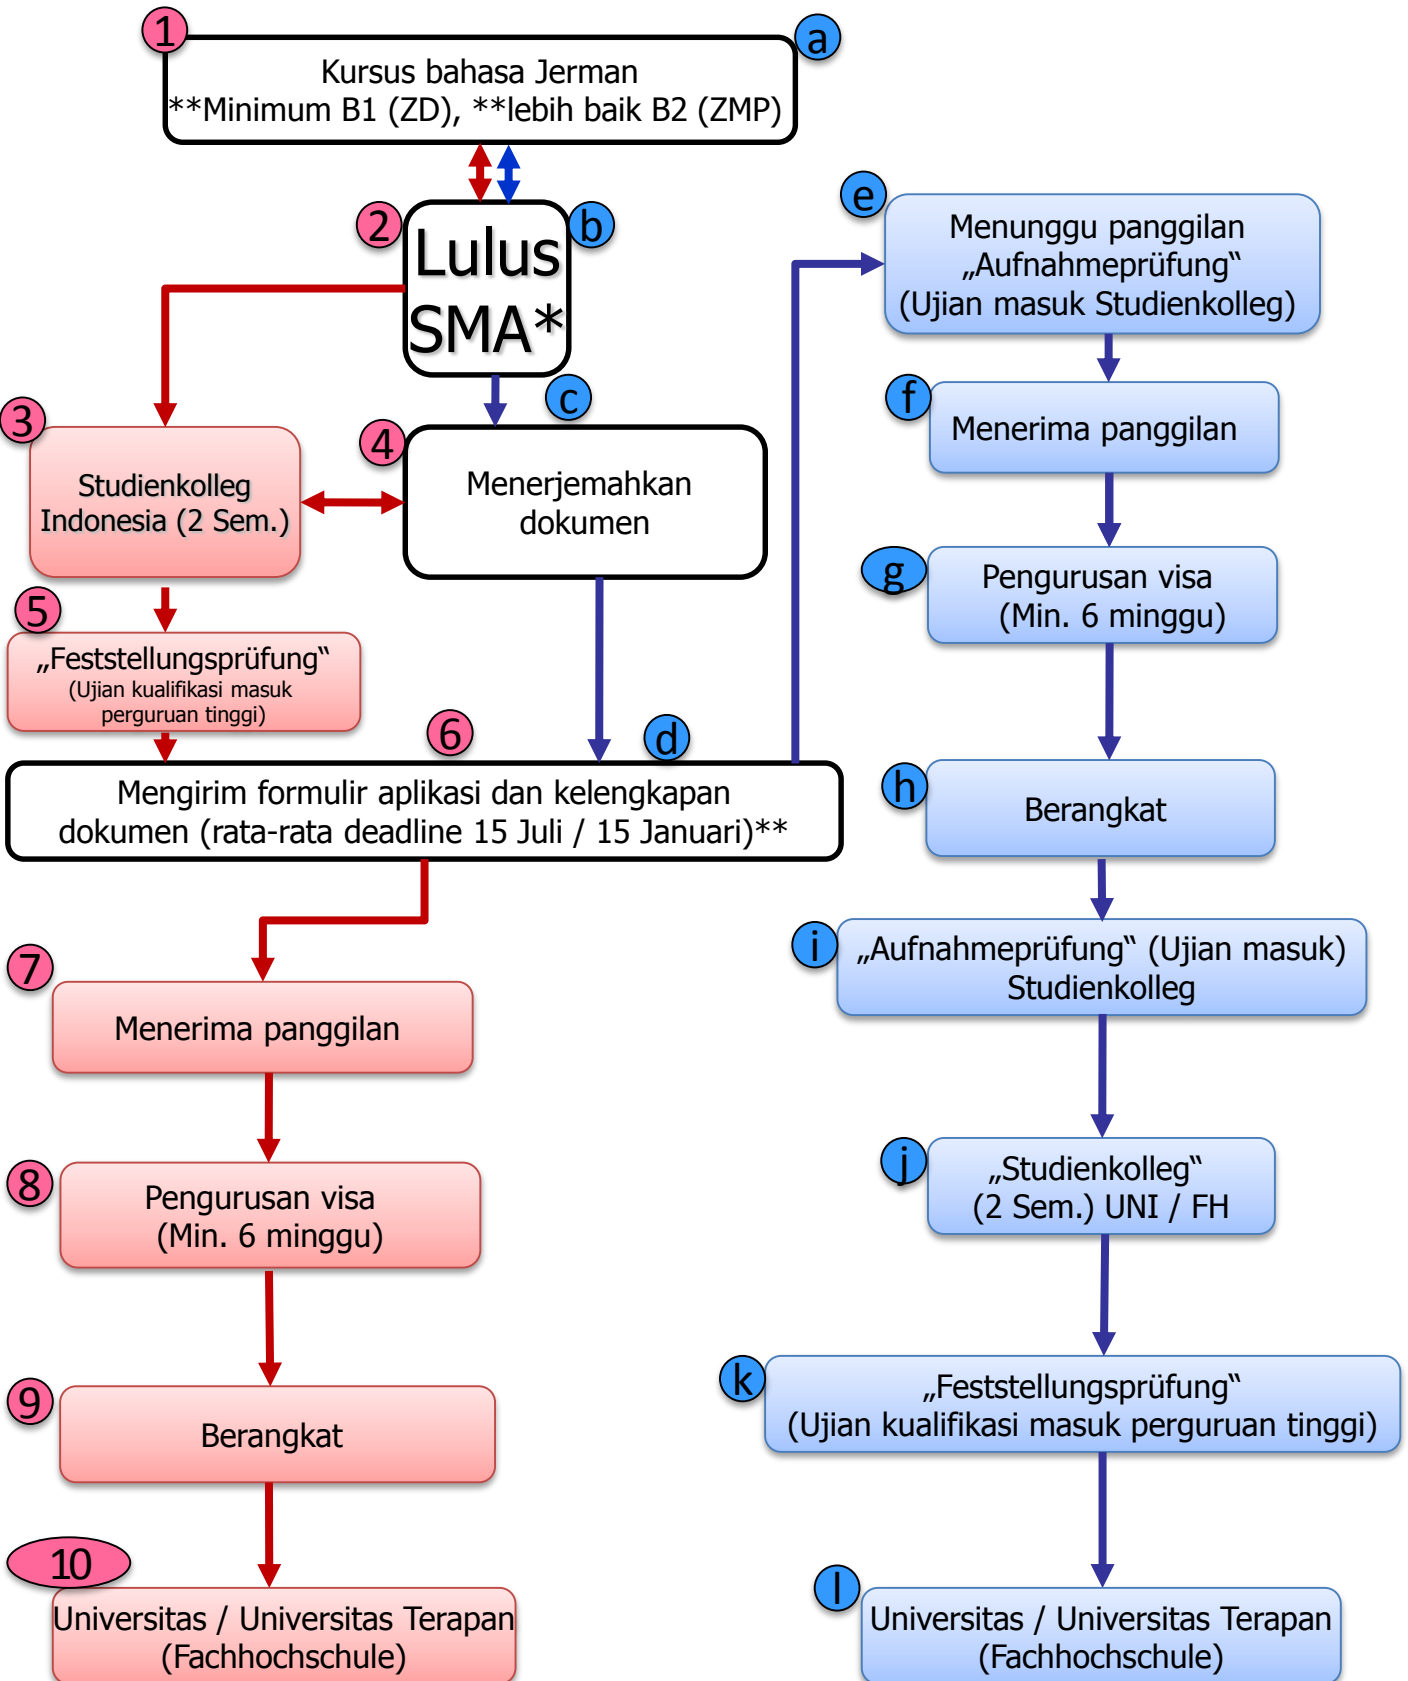 1
a
Kursus bahasa Jerman
**Minimum B1 (ZD), **lebih baik B2 (ZMP)
2
b
Lulus
SMA*
3
Studienkolleg
Indonesia (2 Sem.)
4
c
Menerjemahkan
dokumen
5
„Feststellungsprüfung“
(Ujian kualifikasi masuk
perguruan tinggi)
6
d
Mengirim formulir aplikasi dan kelengkapan
dokumen (rata-rata deadline 15 Juli / 15 Januari)**
7
Menerima panggilan
8
Pengurusan visa
(Min. 6 minggu)
9
Berangkat
10
Universitas / Universitas Terapan
(Fachhochschule)
e
Menunggu panggilan
„Aufnahmeprüfung“
(Ujian masuk Studienkolleg)
f
Menerima panggilan
g
Pengurusan visa
(Min. 6 minggu)
h
Berangkat
i
„Aufnahmeprüfung“ (Ujian masuk)
Studienkolleg
j
„Studienkolleg“
(2 Sem.) UNI / FH
k
„Feststellungsprüfung“
(Ujian kualifikasi masuk perguruan tinggi)
l
Universitas / Universitas Terapan
(Fachhochschule)